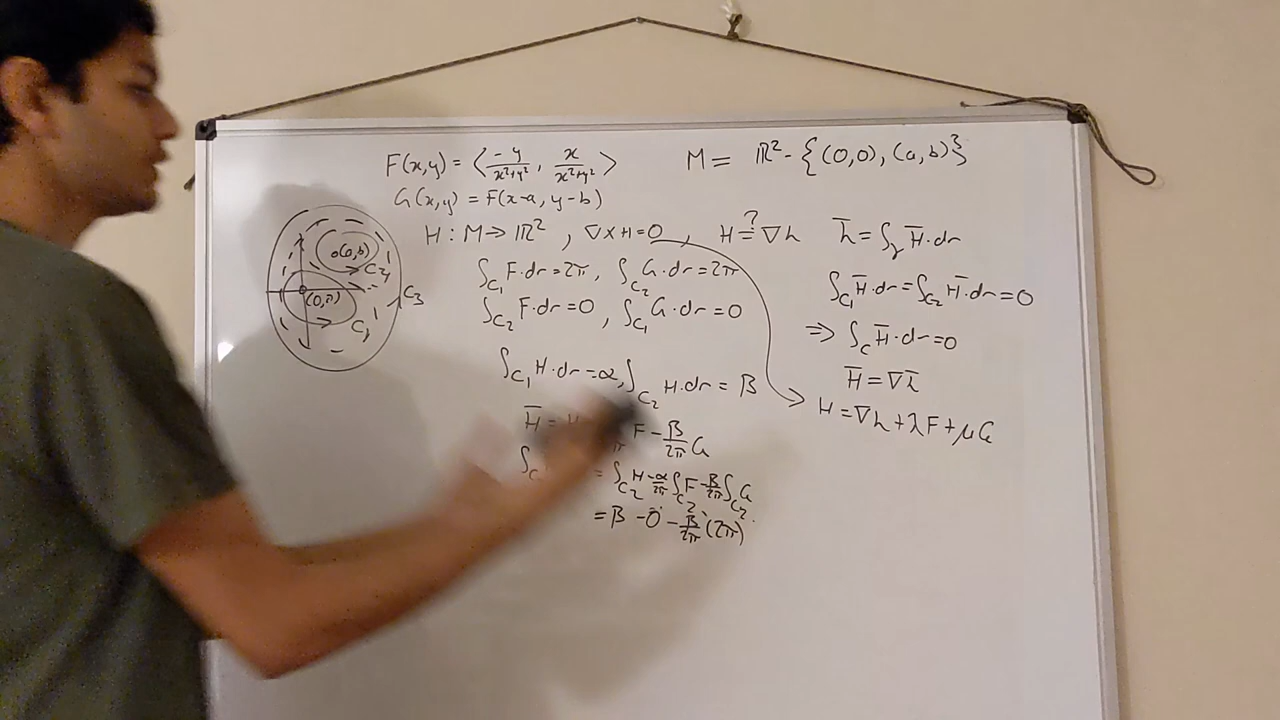 F(x,y) = ⟨ -y/(x²+y²), x/(x²+y²) ⟩
M = ℝ² - {(0,0), (a,b)}
G(x,y) = F(x-a, y-b)
H : M → ℝ², ∇×H=0, H ?= ∇h
h̄ = ∫_γ H̄·dr
(a,b)
C₂
(0,0)
C₁
C₃
∫_C₁ F·dr=2π, ∫_C₂ G·dr=2π
∫_C₂ F·dr=0, ∫_C₁ G·dr=0
∫_C₁ H·dr=α, ∫_C₂ H·dr = β
H̄ = F - β/2π G
∫_C = ∫_C₂ H - α/2π ∫_C₂ F - β/2π ∫_C₂ G
= β - 0 - β/2π (2π)
∫_C₁ H̄·dr = ∫_C₂ H̄·dr = 0
⇒ ∫_C H̄·dr=0
H̄ = ∇h̄
H = ∇h + λF + μG